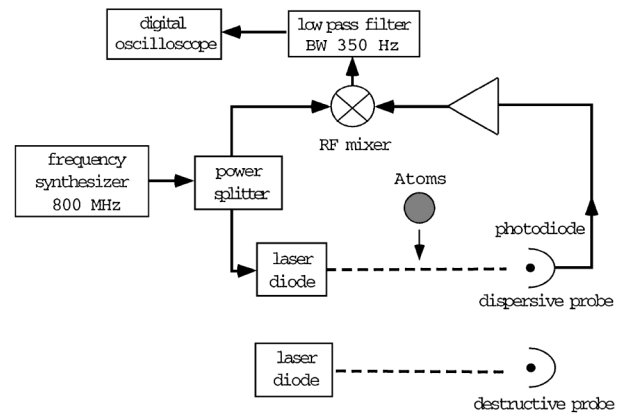 digital
oscilloscope
low pass filter
BW 350 Hz
RF mixer
frequency
synthesizer
800 MHz
power
splitter
Atoms
photodiode
laser
diode
dispersive probe
laser
diode
destructive probe